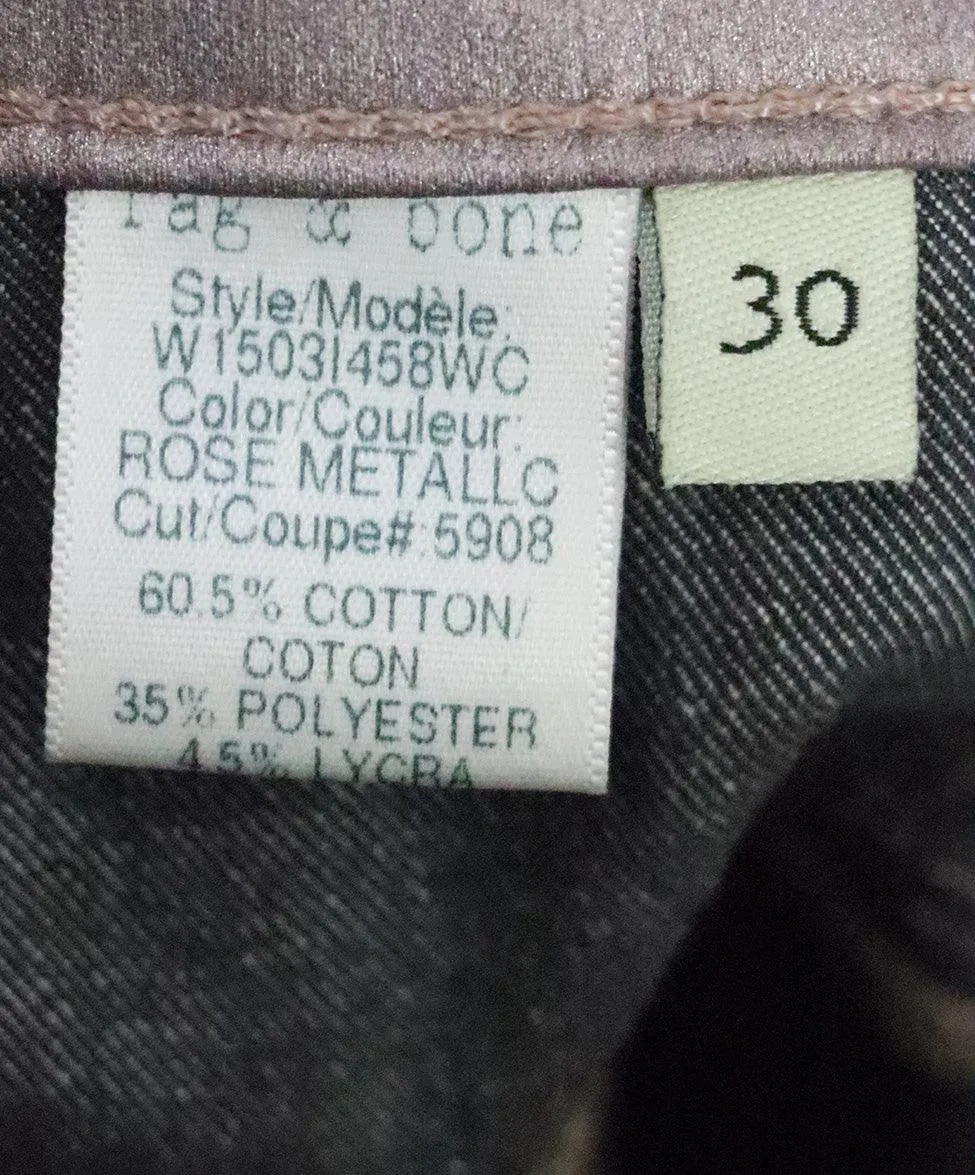 rag & bone
Style/Modèle:
W1503I458WC
Color/Couleur:
ROSE METALLC
Cut/Coupe#:5908
60.5% COTTON/
COTON
35% POLYESTER
4.5% LYCRA
30